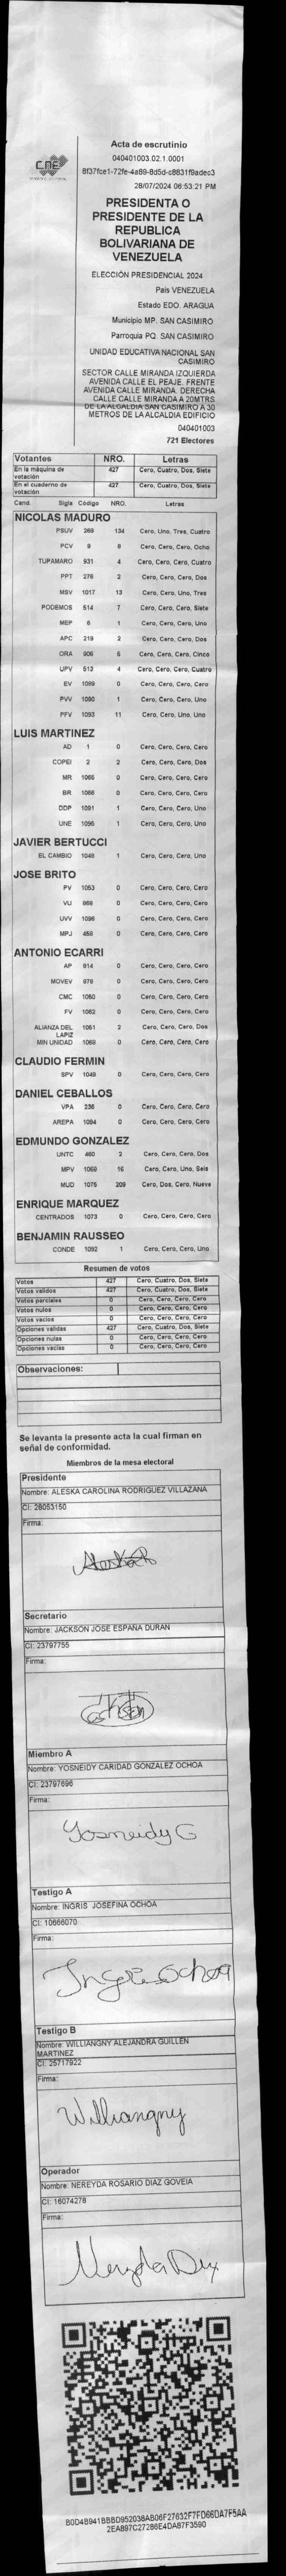 CNE
Acta de escrutinio
040401003.02.1.0001
8f37fce1-72fe-4a89-8d5d-c8831f9adec3
28/07/2024 06:53:21 PM
PRESIDENTA O
PRESIDENTE DE LA
REPUBLICA
BOLIVARIANA DE
VENEZUELA
ELECCIÓN PRESIDENCIAL 2024
País VENEZUELA
Estado EDO. ARAGUA
Municipio MP. SAN CASIMIRO
Parroquia PQ. SAN CASIMIRO
UNIDAD EDUCATIVA NACIONAL SAN
CASIMIRO
SECTOR CALLE MIRANDA IZQUIERDA
AVENIDA CALLE EL PEAJE. FRENTE
AVENIDA CALLE MIRANDA. DERECHA
CALLE CALLE MIRANDA A 20MTRS
DE LA ALCALDIA SAN CASIMIRO A 30
METROS DE LA ALCALDIA EDIFICIO
040401003
721 Electores
Votantes NRO. Letras
En la máquina de votación 427 Cero, Cuatro, Dos, Siete
En el cuaderno de votación 427 Cero, Cuatro, Dos, Siete
Cand. Sigla Código NRO. Letras
NICOLAS MADURO
PSUV 269 134 Cero, Uno, Tres, Cuatro
PCV 9 8 Cero, Cero, Cero, Ocho
TUPAMARO 931 4 Cero, Cero, Cero, Cuatro
PPT 276 2 Cero, Cero, Cero, Dos
MSV 1017 13 Cero, Cero, Uno, Tres
PODEMOS 514 7 Cero, Cero, Cero, Siete
MEP 6 1 Cero, Cero, Cero, Uno
APC 219 2 Cero, Cero, Cero, Dos
ORA 906 5 Cero, Cero, Cero, Cinco
UPV 513 4 Cero, Cero, Cero, Cuatro
EV 1089 0 Cero, Cero, Cero, Cero
PVV 1090 1 Cero, Cero, Cero, Uno
PFV 1093 11 Cero, Cero, Uno, Uno
LUIS MARTINEZ
AD 1 0 Cero, Cero, Cero, Cero
COPEI 2 2 Cero, Cero, Cero, Dos
MR 1065 0 Cero, Cero, Cero, Cero
BR 1066 0 Cero, Cero, Cero, Cero
DDP 1091 1 Cero, Cero, Cero, Uno
UNE 1095 1 Cero, Cero, Cero, Uno
JAVIER BERTUCCI
EL CAMBIO 1048 1 Cero, Cero, Cero, Uno
JOSE BRITO
PV 1053 0 Cero, Cero, Cero, Cero
VU 868 0 Cero, Cero, Cero, Cero
UVV 1096 0 Cero, Cero, Cero, Cero
MPJ 458 0 Cero, Cero, Cero, Cero
ANTONIO ECARRI
AP 914 0 Cero, Cero, Cero, Cero
MOVEV 979 0 Cero, Cero, Cero, Cero
CMC 1050 0 Cero, Cero, Cero, Cero
FV 1062 0 Cero, Cero, Cero, Cero
ALIANZA DEL LAPIZ 1051 2 Cero, Cero, Cero, Dos
MIN UNIDAD 1068 0 Cero, Cero, Cero, Cero
CLAUDIO FERMIN
SPV 1049 0 Cero, Cero, Cero, Cero
DANIEL CEBALLOS
VPA 236 0 Cero, Cero, Cero, Cero
AREPA 1094 0 Cero, Cero, Cero, Cero
EDMUNDO GONZALEZ
UNTC 460 2 Cero, Cero, Cero, Dos
MPV 1069 16 Cero, Cero, Uno, Seis
MUD 1075 209 Cero, Dos, Cero, Nueve
ENRIQUE MARQUEZ
CENTRADOS 1073 0 Cero, Cero, Cero, Cero
BENJAMIN RAUSSEO
CONDE 1092 1 Cero, Cero, Cero, Uno
Resumen de votos
Votos 427 Cero, Cuatro, Dos, Siete
Votos validos 427 Cero, Cuatro, Dos, Siete
Votos parciales 0 Cero, Cero, Cero, Cero
Votos nulos 0 Cero, Cero, Cero, Cero
Votos vacios 0 Cero, Cero, Cero, Cero
Opciones validas 427 Cero, Cuatro, Dos, Siete
Opciones nulas 0 Cero, Cero, Cero, Cero
Opciones vacias 0 Cero, Cero, Cero, Cero
Observaciones:
Se levanta la presente acta la cual firman en
señal de conformidad.
Miembros de la mesa electoral
Presidente
Nombre: ALESKA CAROLINA RODRIGUEZ VILLAZANA
CI: 28053150
Firma:
Secretario
Nombre: JACKSON JOSE ESPAÑA DURAN
CI: 23797755
Firma:
Miembro A
Nombre: YOSNEIDY CARIDAD GONZALEZ OCHOA
CI: 23797696
Firma:
Yosneidy G
Testigo A
Nombre: INGRIS JOSEFINA OCHOA
CI: 10666070
Firma:
Ingris Ochoa
Testigo B
Nombre: WILLIANGNY ALEJANDRA GUILLEN
MARTINEZ
CI: 25717922
Firma:
Williangny
Operador
Nombre: NEREYDA ROSARIO DIAZ GOVEIA
CI: 16074278
Firma:
Nereyda Diaz
B0D4B941BBBD952038AB06F27632F7FD66DA7F5AA
2EA897C27286E4DA87F3590